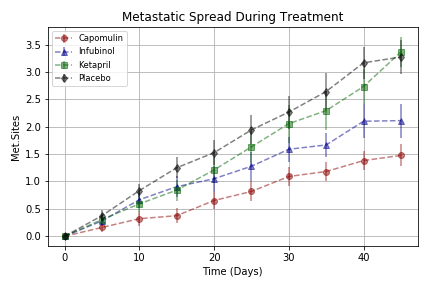 Metastatic Spread During Treatment
Capomulin
Infubinol
Ketapril
Placebo
3.5
3.0
2.5
2.0
1.5
1.0
0.5
0.0
Met.Sites
0
10
20
30
40
Time (Days)